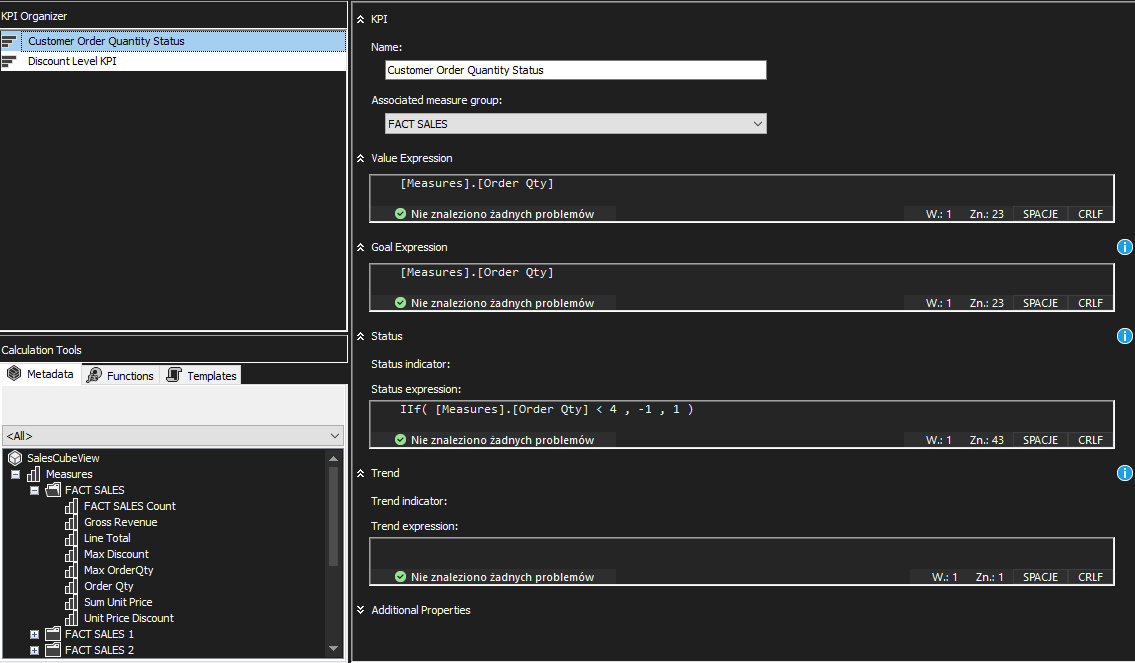 KPI Organizer
Customer Order Quantity Status
Discount Level KPI
Calculation Tools
Metadata
Functions
Templates
<All>
SalesCubeView
Measures
FACT SALES
FACT SALES Count
Gross Revenue
Line Total
Max Discount
Max OrderQty
Order Qty
Sum Unit Price
Unit Price Discount
FACT SALES 1
FACT SALES 2
KPI
Name:
Customer Order Quantity Status
Associated measure group:
FACT SALES
Value Expression
[Measures].[Order Qty]
Nie znaleziono żadnych problemów W.: 1 Zn.: 23 SPACJE CRLF
Goal Expression
[Measures].[Order Qty]
Nie znaleziono żadnych problemów W.: 1 Zn.: 23 SPACJE CRLF
Status
Status indicator:
Status expression:
IIf( [Measures].[Order Qty] < 4 , -1 , 1 )
Nie znaleziono żadnych problemów W.: 1 Zn.: 43 SPACJE CRLF
Trend
Trend indicator:
Trend expression:
Nie znaleziono żadnych problemów W.: 1 Zn.: 1 SPACJE CRLF
Additional Properties